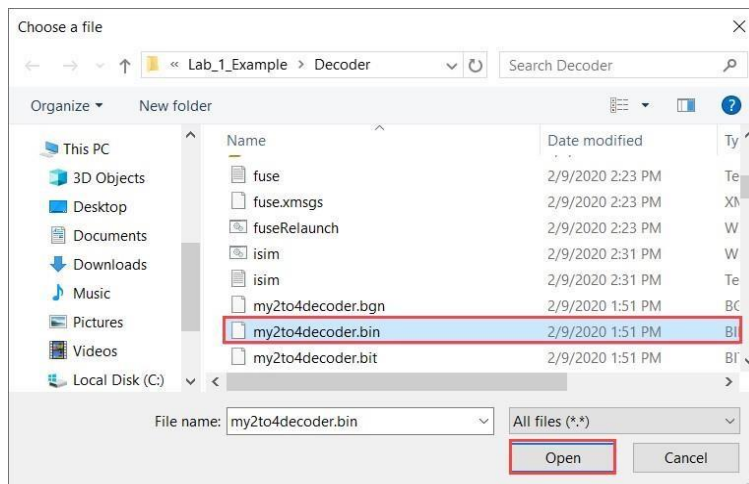 Choose a file
« Lab_1_Example > Decoder
Search Decoder
Organize
New folder
This PC
3D Objects
Desktop
Documents
Downloads
Music
Pictures
Videos
Local Disk (C:)
Name Date modified Ty
fuse 2/9/2020 2:23 PM Te
fuse.xmsgs 2/9/2020 2:23 PM XM
fuseRelaunch 2/9/2020 2:23 PM W
isim 2/9/2020 2:31 PM W
isim 2/9/2020 2:31 PM Te
my2to4decoder.bgn 2/9/2020 1:51 PM BG
my2to4decoder.bin 2/9/2020 1:51 PM BI
my2to4decoder.bit 2/9/2020 1:51 PM BI
File name: my2to4decoder.bin All files (*.*)
Open Cancel